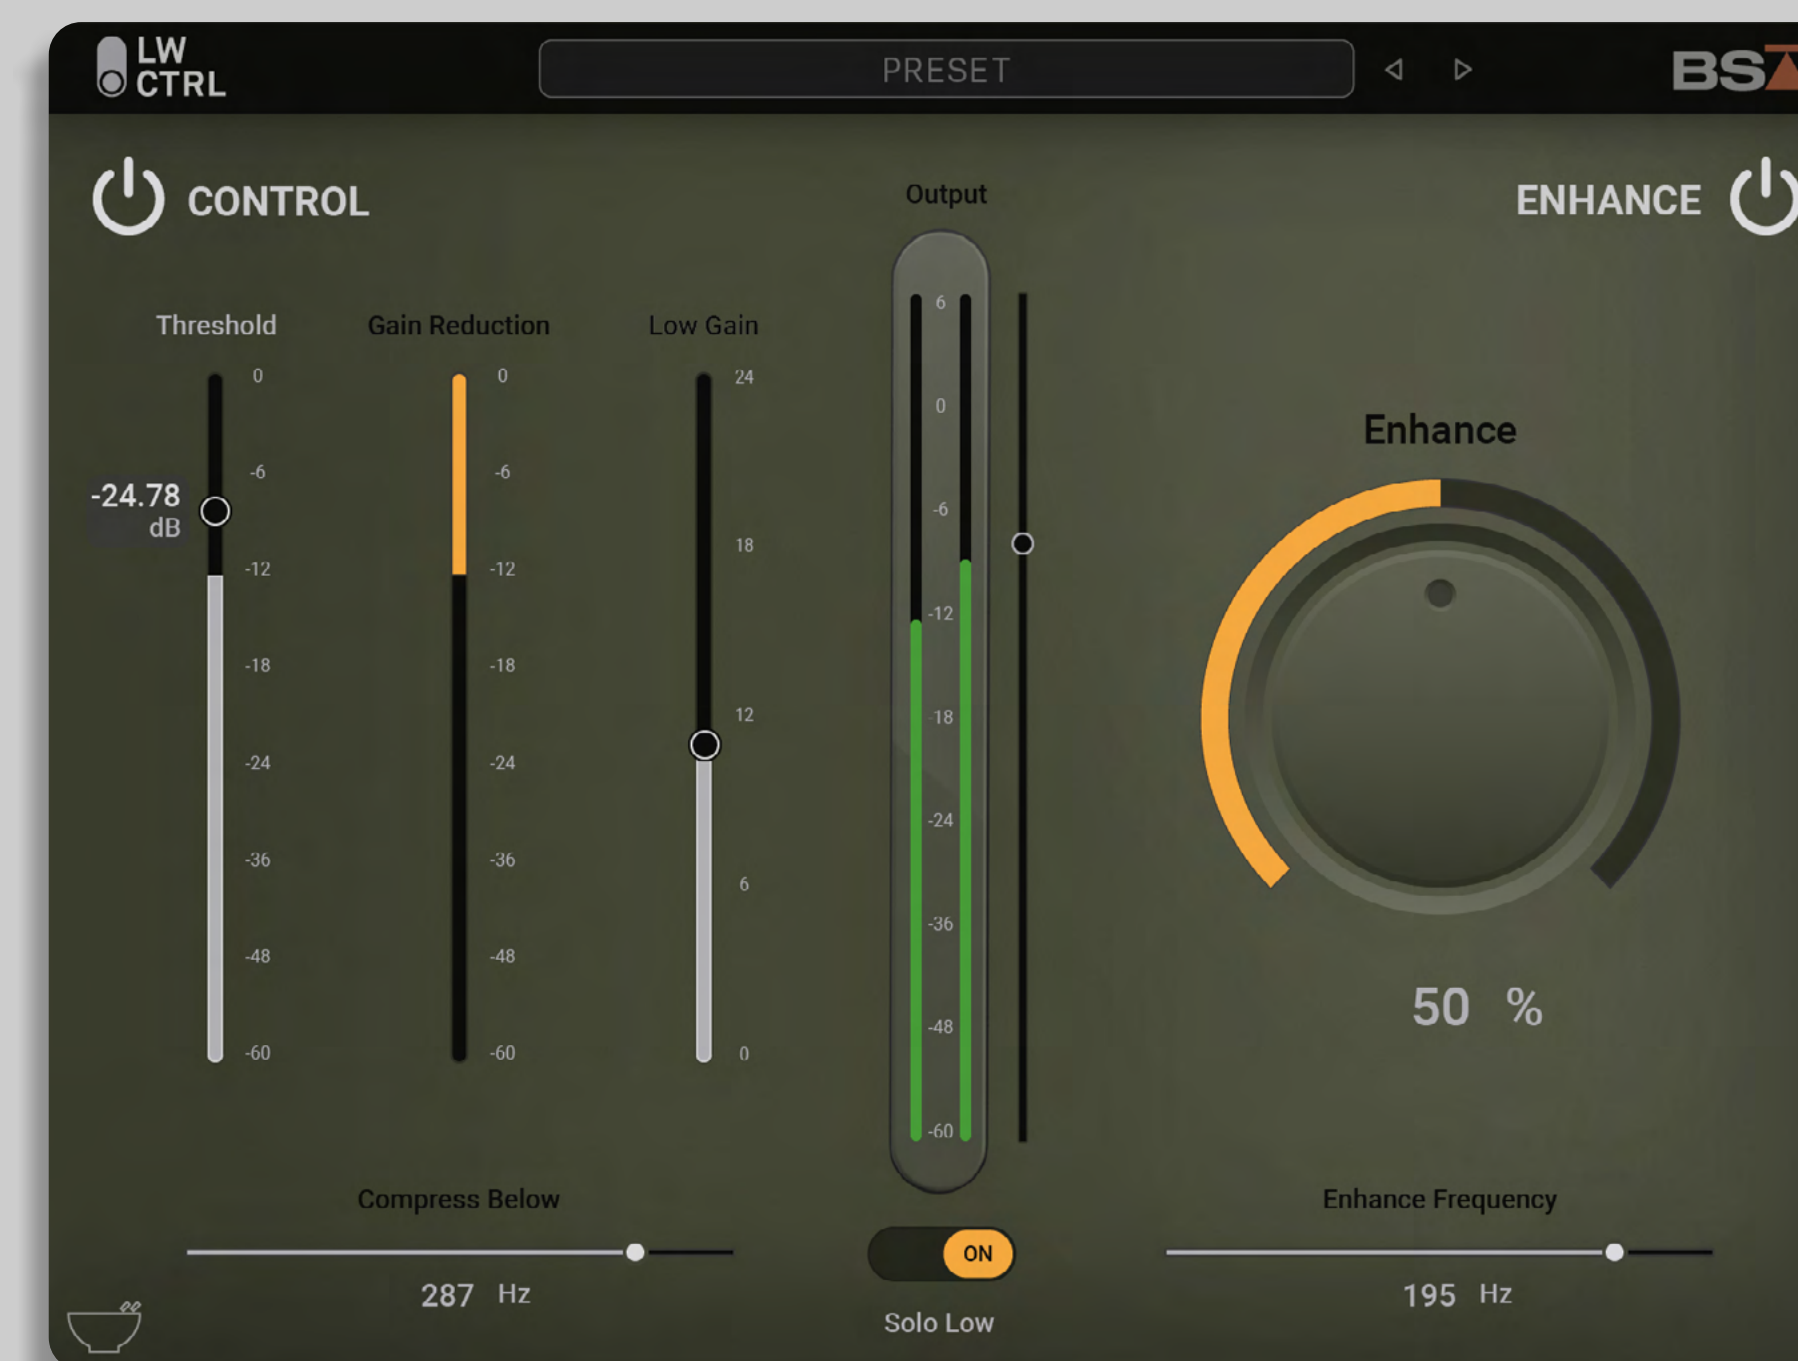 LW
CTRL
PRESET
BS
CONTROL
Output
ENHANCE
Threshold
Gain Reduction
Low Gain
0
-6
-12
-18
-24
-36
-48
-60
-24.78
dB
0
-6
-12
-18
-24
-36
-48
-60
24
18
12
6
0
6
0
-6
-12
-18
-24
-36
-48
-60
Enhance
50 %
Compress Below
287 Hz
ON
Solo Low
Enhance Frequency
195 Hz